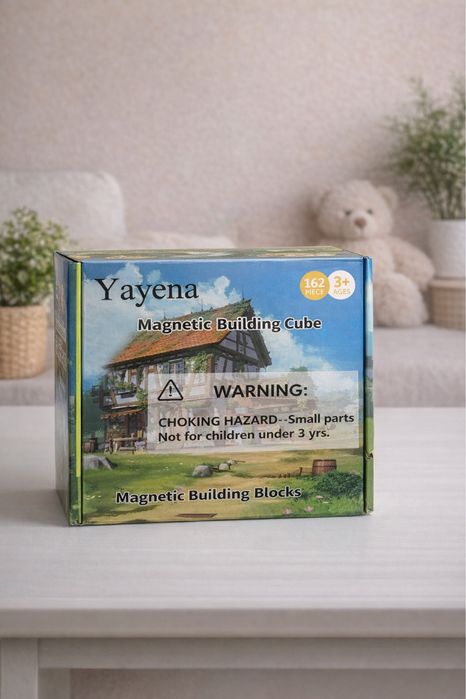 Yayena
162
PIECE
3+
AGES
Magnetic Building Cube
WARNING:
CHOKING HAZARD--Small parts
Not for children under 3 yrs.
Magnetic Building Blocks